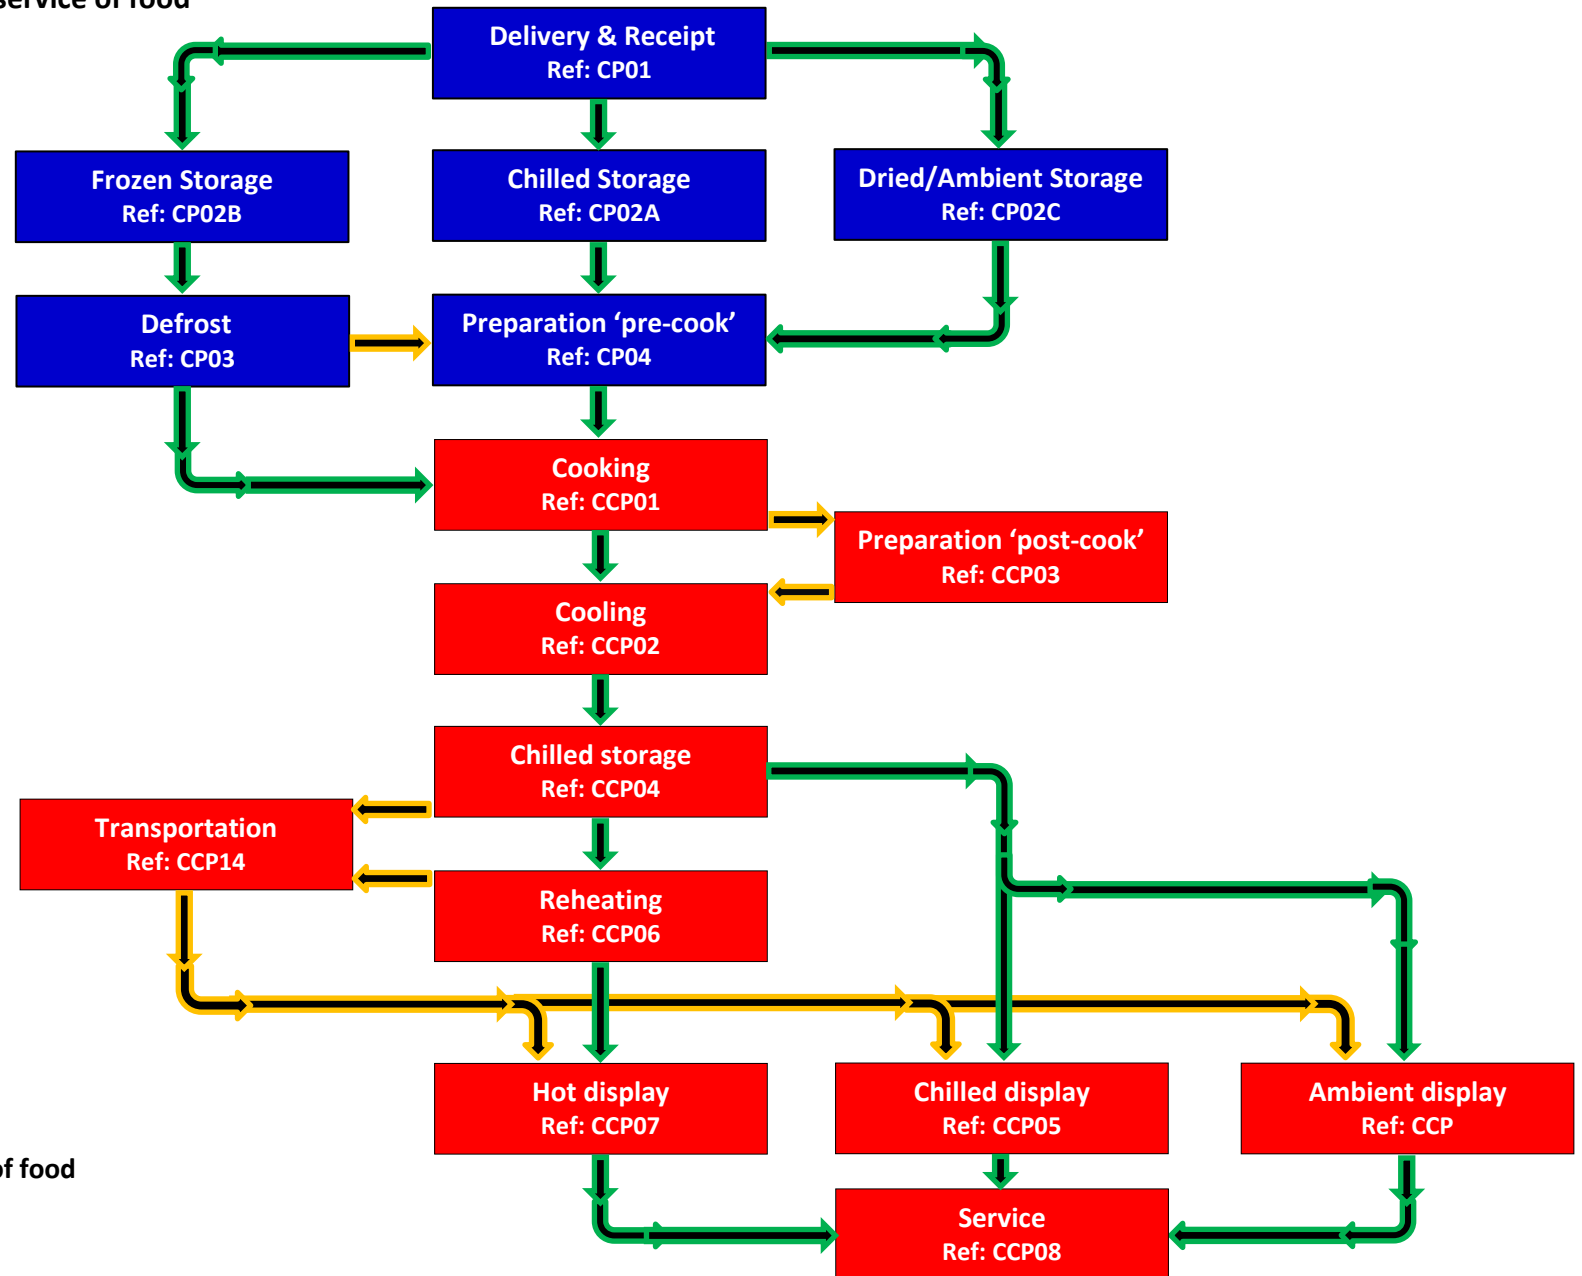 service of food
Delivery & Receipt
Ref: CP01
Frozen Storage
Ref: CP02B
Chilled Storage
Ref: CP02A
Dried/Ambient Storage
Ref: CP02C
Defrost
Ref: CP03
Preparation ‘pre-cook’
Ref: CP04
Cooking
Ref: CCP01
Preparation ‘post-cook’
Ref: CCP03
Cooling
Ref: CCP02
Chilled storage
Ref: CCP04
Transportation
Ref: CCP14
Reheating
Ref: CCP06
Hot display
Ref: CCP07
Chilled display
Ref: CCP05
Ambient display
Ref: CCP
of food
Service
Ref: CCP08